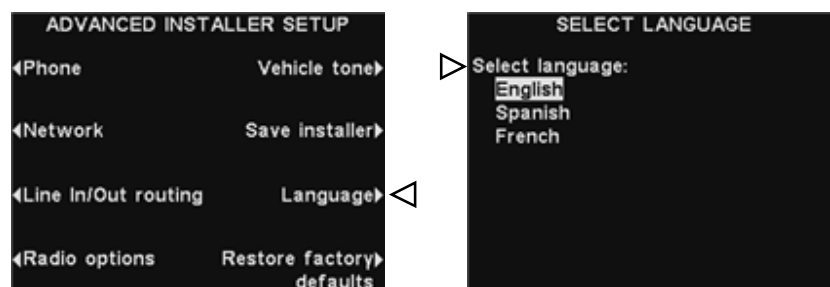 ADVANCED INSTALLER SETUP
Phone
Vehicle tone
Network
Save installer
Line In/Out routing
Language
Radio options
Restore factory
defaults
SELECT LANGUAGE
Select language:
English
Spanish
French